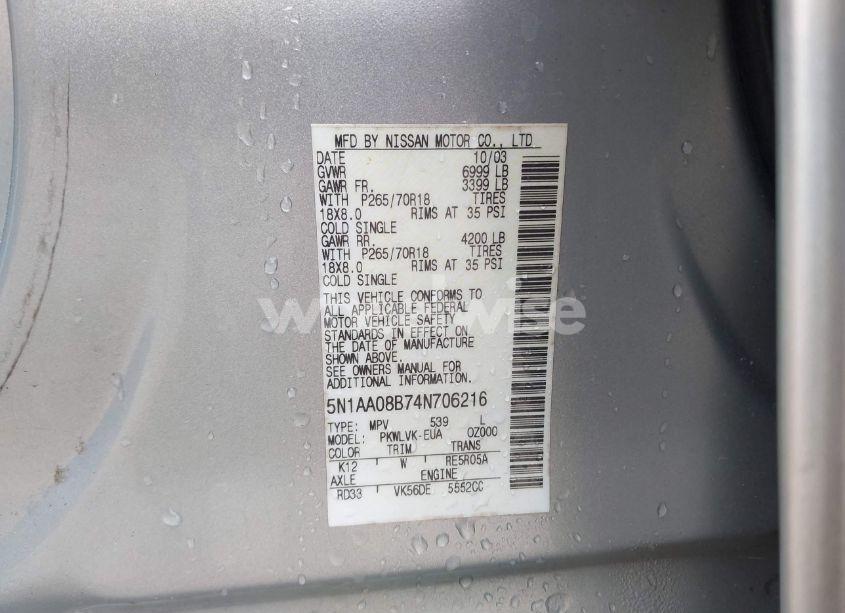 MFD BY NISSAN MOTOR CO., LTD
DATE 10/03
GVWR 6999 LB
GAWR FR. 3399 LB
WITH P265/70R18 TIRES
18X8.0 RIMS AT 35 PSI
COLD SINGLE
GAWR RR. 4200 LB
WITH P265/70R18 TIRES
18X8.0 RIMS AT 35 PSI
COLD SINGLE
THIS VEHICLE CONFORMS TO
ALL APPLICABLE FEDERAL
MOTOR VEHICLE SAFETY
STANDARDS IN EFFECT ON
THE DATE OF MANUFACTURE
SHOWN ABOVE.
SEE OWNERS MANUAL FOR
ADDITIONAL INFORMATION.
5N1AA08B74N706216
TYPE: MPV 539 L
MODEL: PKWLVK-EUA 0Z000
COLOR TRIM TRANS
K12 W RE5R05A
AXLE ENGINE
RD33 VK56DE 5552CC